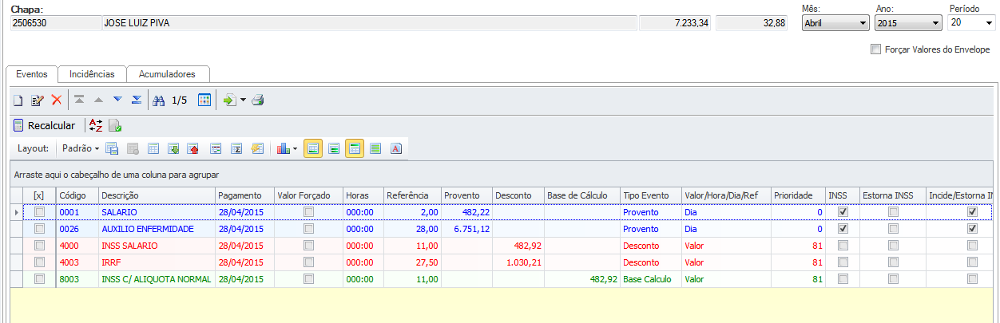 Chapa: Mês: Ano: Período
2506530 JOSE LUIZ PIVA 7.233,34 32,88 Abril 2015 20
Forçar Valores do Envelope
Eventos Incidências Acumuladores
1/5
Recalcular
Layout: Padrão
Arraste aqui o cabeçalho de uma coluna para agrupar
[x] Código Descrição Pagamento Valor Forçado Horas Referência Provento Desconto Base de Cálculo Tipo Evento Valor/Hora/Dia/Ref Prioridade INSS Estorna INSS Incide/Estorna IN
0001 SALARIO 28/04/2015 000:00 2,00 482,22 Provento Dia 0
0026 AUXILIO ENFERMIDADE 28/04/2015 000:00 28,00 6.751,12 Provento Dia 0
4000 INSS SALARIO 28/04/2015 000:00 11,00 482,92 Desconto Valor 81
4003 IRRF 28/04/2015 000:00 27,50 1.030,21 Desconto Valor 81
8003 INSS C/ ALIQUOTA NORMAL 28/04/2015 000:00 11,00 482,92 Base Calculo Valor 81